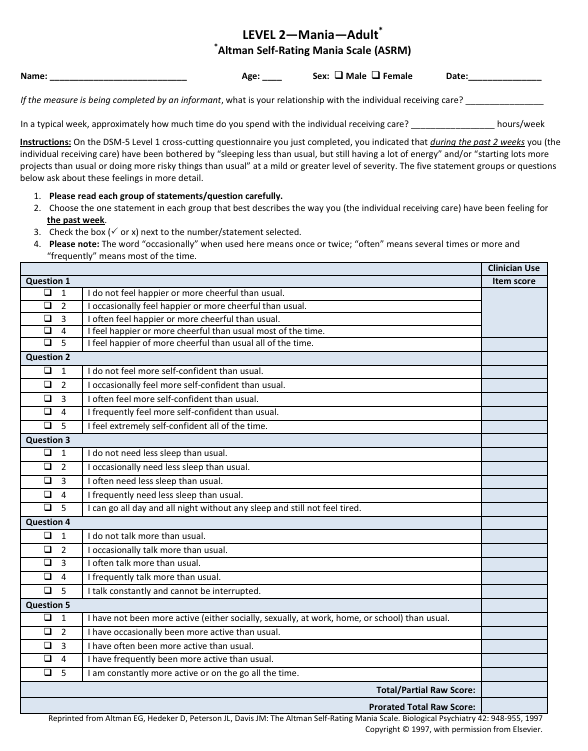 LEVEL 2—Mania—Adult*
*Altman Self-Rating Mania Scale (ASRM)
Name: ____________________________ Age: ____ Sex: ❑ Male ❑ Female Date:_______________
If the measure is being completed by an informant, what is your relationship with the individual receiving care? ________________
In a typical week, approximately how much time do you spend with the individual receiving care? _________________ hours/week
Instructions: On the DSM-5 Level 1 cross-cutting questionnaire you just completed, you indicated that during the past 2 weeks you (the
individual receiving care) have been bothered by “sleeping less than usual, but still having a lot of energy” and/or “starting lots more
projects than usual or doing more risky things than usual” at a mild or greater level of severity. The five statement groups or questions
below ask about these feelings in more detail.
1. Please read each group of statements/question carefully.
2. Choose the one statement in each group that best describes the way you (the individual receiving care) have been feeling for
the past week.
3. Check the box (✓ or x) next to the number/statement selected.
4. Please note: The word “occasionally” when used here means once or twice; “often” means several times or more and
“frequently” means most of the time.
Clinician Use
Question 1 Item score
❑ 1 I do not feel happier or more cheerful than usual.
❑ 2 I occasionally feel happier or more cheerful than usual.
❑ 3 I often feel happier or more cheerful than usual.
❑ 4 I feel happier or more cheerful than usual most of the time.
❑ 5 I feel happier of more cheerful than usual all of the time.
Question 2
❑ 1 I do not feel more self-confident than usual.
❑ 2 I occasionally feel more self-confident than usual.
❑ 3 I often feel more self-confident than usual.
❑ 4 I frequently feel more self-confident than usual.
❑ 5 I feel extremely self-confident all of the time.
Question 3
❑ 1 I do not need less sleep than usual.
❑ 2 I occasionally need less sleep than usual.
❑ 3 I often need less sleep than usual.
❑ 4 I frequently need less sleep than usual.
❑ 5 I can go all day and all night without any sleep and still not feel tired.
Question 4
❑ 1 I do not talk more than usual.
❑ 2 I occasionally talk more than usual.
❑ 3 I often talk more than usual.
❑ 4 I frequently talk more than usual.
❑ 5 I talk constantly and cannot be interrupted.
Question 5
❑ 1 I have not been more active (either socially, sexually, at work, home, or school) than usual.
❑ 2 I have occasionally been more active than usual.
❑ 3 I have often been more active than usual.
❑ 4 I have frequently been more active than usual.
❑ 5 I am constantly more active or on the go all the time.
Total/Partial Raw Score:
Prorated Total Raw Score:
Reprinted from Altman EG, Hedeker D, Peterson JL, Davis JM: The Altman Self-Rating Mania Scale. Biological Psychiatry 42: 948-955, 1997
Copyright © 1997, with permission from Elsevier.